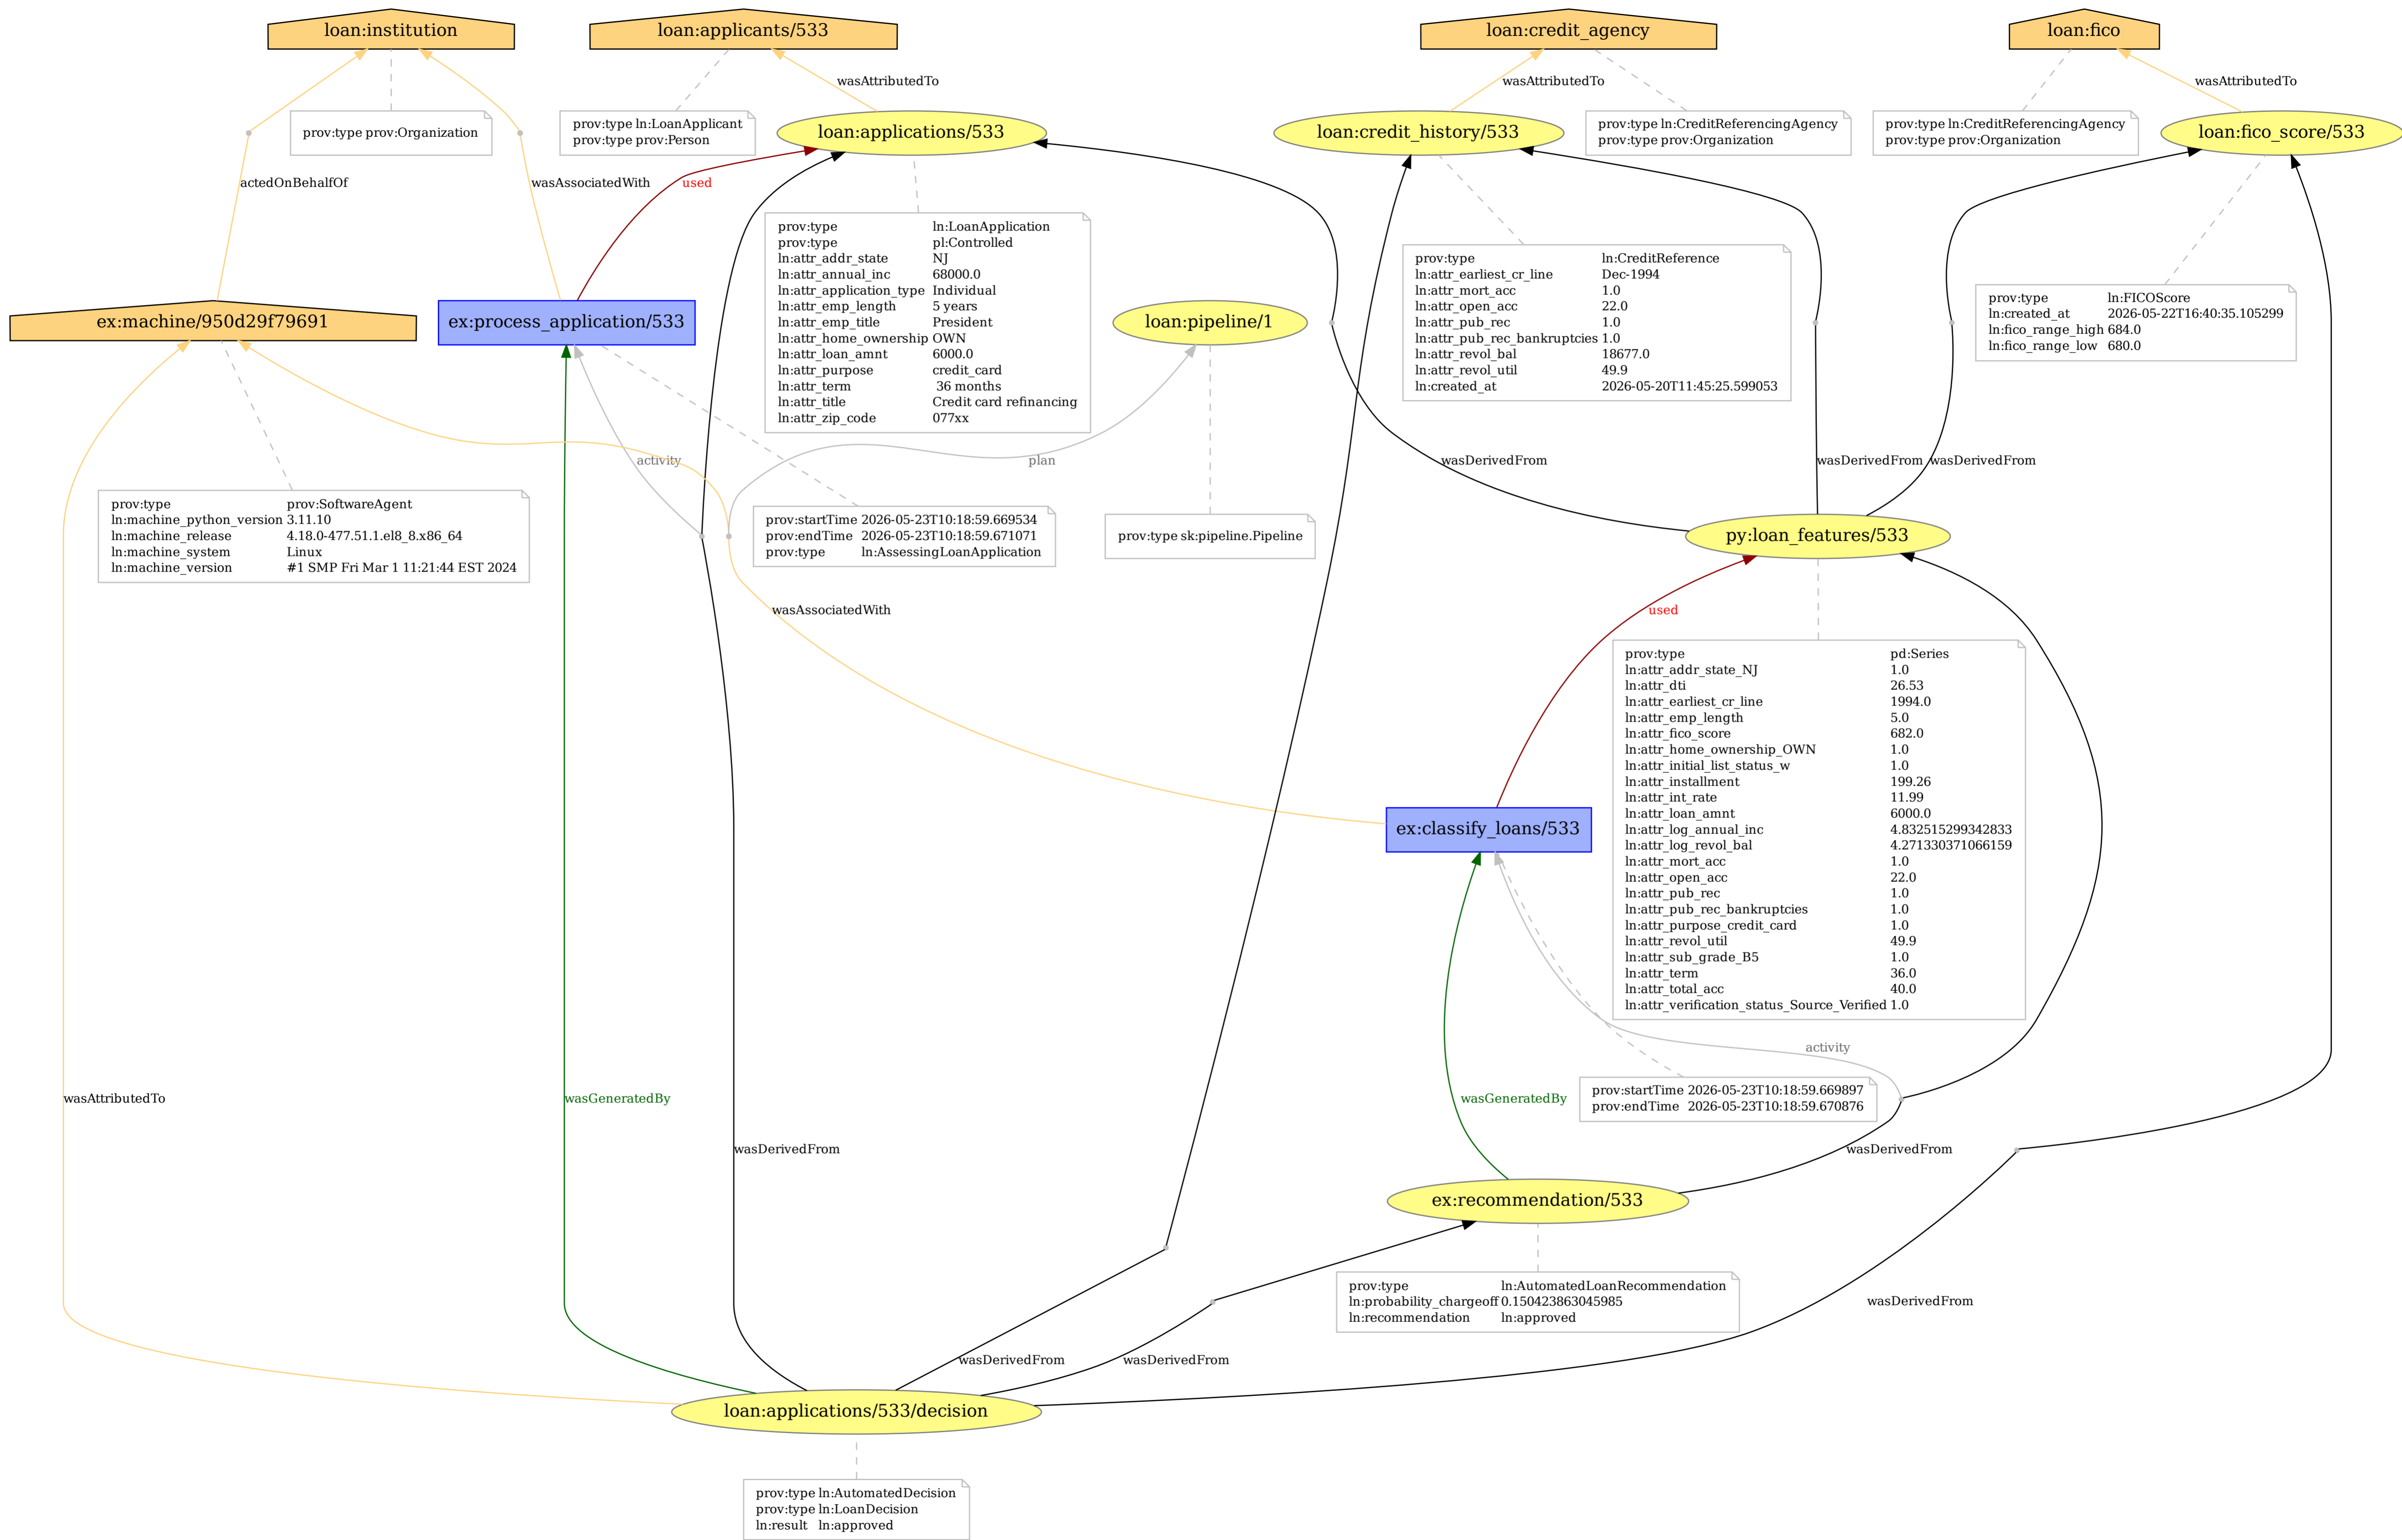 loan:institution
loan:applicants/533
loan:credit_agency
loan:fico
wasAttributedTo
wasAttributedTo
wasAttributedTo
prov:type prov:Organization
prov:type ln:LoanApplicant
prov:type prov:Person
loan:applications/533
loan:credit_history/533
prov:type ln:CreditReferencingAgency
prov:type prov:Organization
prov:type ln:CreditReferencingAgency
prov:type prov:Organization
loan:fico_score/533
actedOnBehalfOf
wasAssociatedWith
used
prov:type ln:LoanApplication
prov:type pl:Controlled
ln:attr_addr_state NJ
ln:attr_annual_inc 68000.0
ln:attr_application_type Individual
ln:attr_emp_length 5 years
ln:attr_emp_title President
ln:attr_home_ownership OWN
ln:attr_loan_amnt 6000.0
ln:attr_purpose credit_card
ln:attr_term 36 months
ln:attr_title Credit card refinancing
ln:attr_zip_code 077xx
prov:type ln:CreditReference
ln:attr_earliest_cr_line Dec-1994
ln:attr_mort_acc 1.0
ln:attr_open_acc 22.0
ln:attr_pub_rec 1.0
ln:attr_pub_rec_bankruptcies 1.0
ln:attr_revol_bal 18677.0
ln:attr_revol_util 49.9
ln:created_at 2026-05-20T11:45:25.599053
prov:type ln:FICOScore
ln:created_at 2026-05-22T16:40:35.105299
ln:fico_range_high 684.0
ln:fico_range_low 680.0
ex:machine/950d29f79691
ex:process_application/533
loan:pipeline/1
activity
plan
wasDerivedFrom
wasDerivedFrom
wasDerivedFrom
prov:type prov:SoftwareAgent
ln:machine_python_version 3.11.10
ln:machine_release 4.18.0-477.51.1.el8_8.x86_64
ln:machine_system Linux
ln:machine_version #1 SMP Fri Mar 1 11:21:44 EST 2024
prov:startTime 2026-05-23T10:18:59.669534
prov:endTime 2026-05-23T10:18:59.671071
prov:type ln:AssessingLoanApplication
prov:type sk:pipeline.Pipeline
py:loan_features/533
wasAssociatedWith
used
prov:type pd:Series
ln:attr_addr_state_NJ 1.0
ln:attr_dti 26.53
ln:attr_earliest_cr_line 1994.0
ln:attr_emp_length 5.0
ln:attr_fico_score 682.0
ln:attr_home_ownership_OWN 1.0
ln:attr_initial_list_status_w 1.0
ln:attr_installment 199.26
ln:attr_int_rate 11.99
ln:attr_loan_amnt 6000.0
ln:attr_log_annual_inc 4.832515299342833
ln:attr_log_revol_bal 4.271330371066159
ln:attr_mort_acc 1.0
ln:attr_open_acc 22.0
ln:attr_pub_rec 1.0
ln:attr_pub_rec_bankruptcies 1.0
ln:attr_purpose_credit_card 1.0
ln:attr_revol_util 49.9
ln:attr_sub_grade_B5 1.0
ln:attr_term 36.0
ln:attr_total_acc 40.0
ln:attr_verification_status_Source_Verified 1.0
ex:classify_loans/533
activity
wasAttributedTo
wasGeneratedBy
wasGeneratedBy
prov:startTime 2026-05-23T10:18:59.669897
prov:endTime 2026-05-23T10:18:59.670876
wasDerivedFrom
wasDerivedFrom
ex:recommendation/533
prov:type ln:AutomatedLoanRecommendation
ln:probability_chargeoff 0.150423863045985
ln:recommendation ln:approved
wasDerivedFrom
wasDerivedFrom
wasDerivedFrom
loan:applications/533/decision
prov:type ln:AutomatedDecision
prov:type ln:LoanDecision
ln:result ln:approved